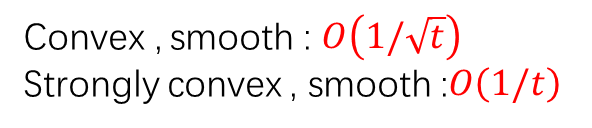 Convex , smooth : O(1/√t)
Strongly convex , smooth :O(1/t)